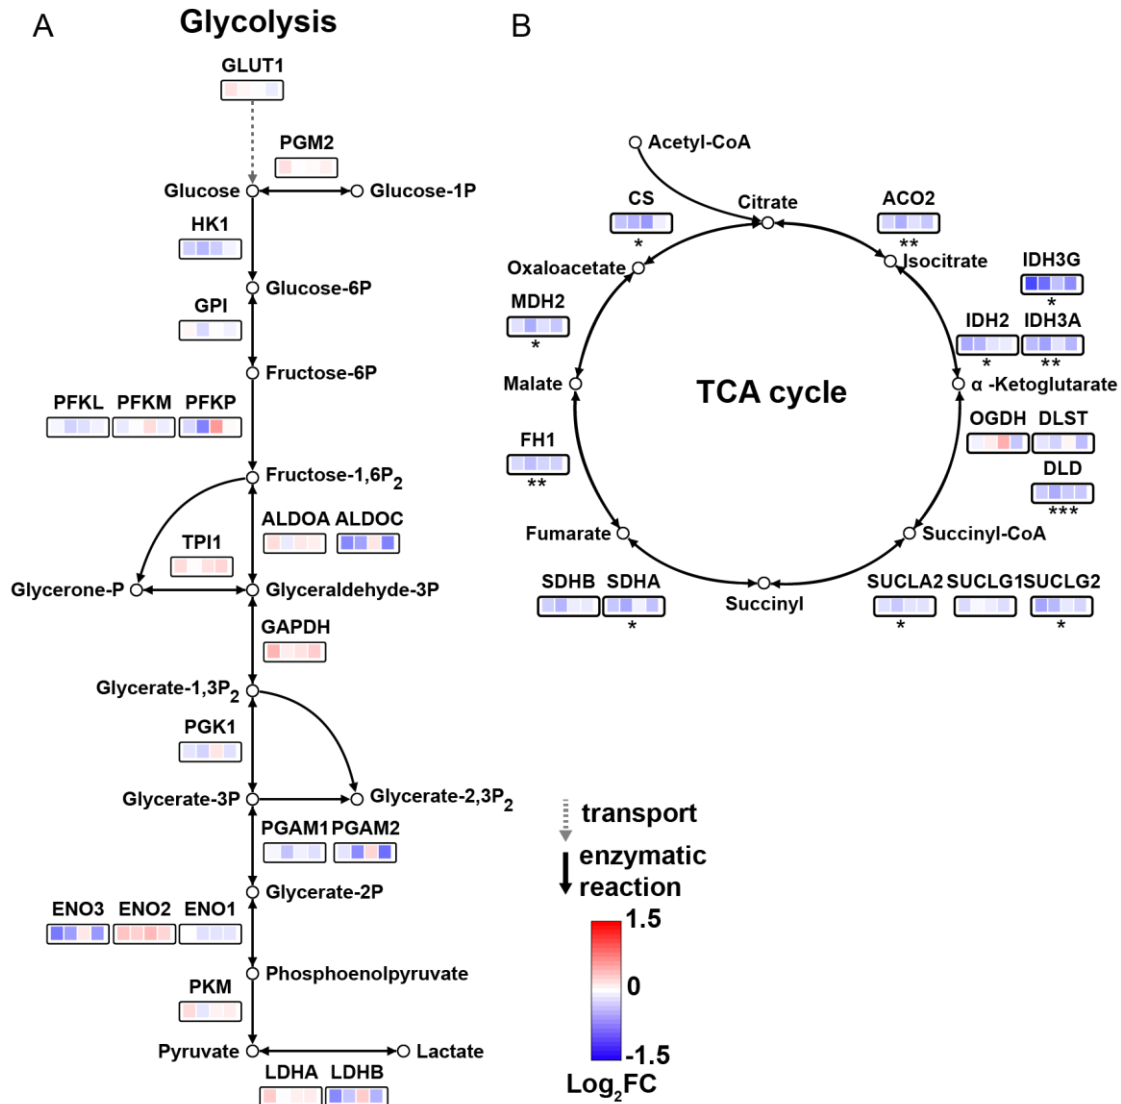 A
Glycolysis
GLUT1
PGM2
Glucose
Glucose-1P
HK1
Glucose-6P
GPI
Fructose-6P
PFKL PFKM PFKP
Fructose-1,6P2
ALDOA ALDOC
TPI1
Glycerone-P
Glyceraldehyde-3P
GAPDH
Glycerate-1,3P2
PGK1
Glycerate-3P
Glycerate-2,3P2
PGAM1 PGAM2
Glycerate-2P
ENO3 ENO2 ENO1
Phosphoenolpyruvate
PKM
Pyruvate
Lactate
LDHA LDHB
B
Acetyl-CoA
CS
*
Citrate
ACO2
**
Oxaloacetate
Isocitrate
IDH3G
*
MDH2
*
IDH2 IDH3A
* **
Malate
TCA cycle
α -Ketoglutarate
OGDH DLST
FH1
**
DLD
***
Fumarate
Succinyl-CoA
SDHB SDHA
*
Succinyl
SUCLA2 SUCLG1 SUCLG2
* *
transport
enzymatic
reaction
1.5
0
-1.5
Log2FC